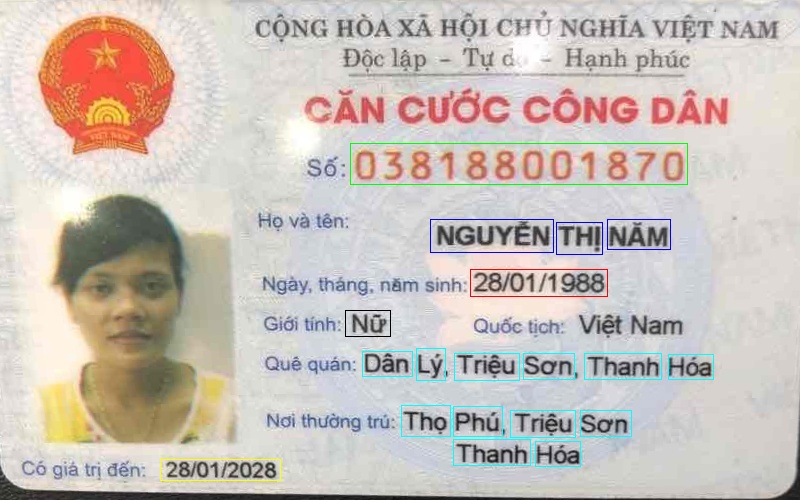 CỘNG HÒA XÃ HỘI CHỦ NGHĨA VIỆT NAM
Độc lập - Tự do - Hạnh phúc
CĂN CƯỚC CÔNG DÂN
Số: 038188001870
Họ và tên:
NGUYỄN THỊ NĂM
Ngày, tháng, năm sinh: 28/01/1988
Giới tính: Nữ Quốc tịch: Việt Nam
Quê quán: Dân Lý, Triệu Sơn, Thanh Hóa
Nơi thường trú: Thọ Phú, Triệu Sơn
Thanh Hóa
Có giá trị đến: 28/01/2028